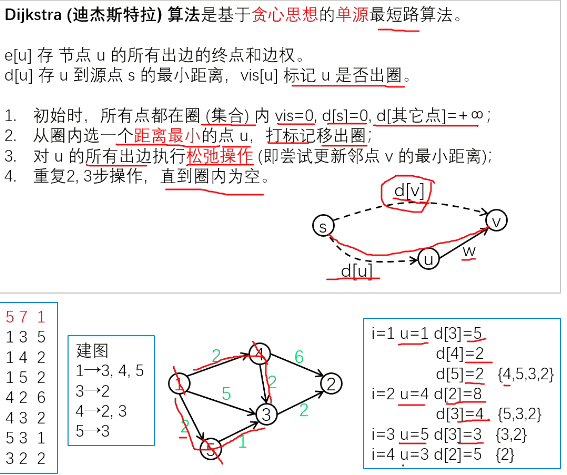 Dijkstra (迪杰斯特拉) 算法是基于贪心思想的单源最短路算法。
e[u] 存 节点 u 的所有出边的终点和边权。
d[u] 存 u 到源点 s 的最小距离，vis[u] 标记 u 是否出圈。
1. 初始时，所有点都在圈 (集合) 内 vis=0, d[s]=0, d[其它点]=+∞；
2. 从圈内选一个距离最小的点 u，打标记移出圈；
3. 对 u 的所有出边执行松弛操作 (即尝试更新邻点 v 的最小距离)；
4. 重复2, 3步操作，直到圈内为空。
d[v]
s
v
u
w
d[u]
5 7 1
1 3 5
1 4 2
1 5 2
4 2 6
4 3 2
5 3 1
3 2 2
建图
1→3, 4, 5
3→2
4→2, 3
5→3
2
4
6
1
5
2
2
3
2
2
1
5
i=1 u=1 d[3]=5
d[4]=2
d[5]=2 {4,5,3,2}
i=2 u=4 d[2]=8
d[3]=4 {5,3,2}
i=3 u=5 d[3]=3 {3,2}
i=4 u=3 d[2]=5 {2}